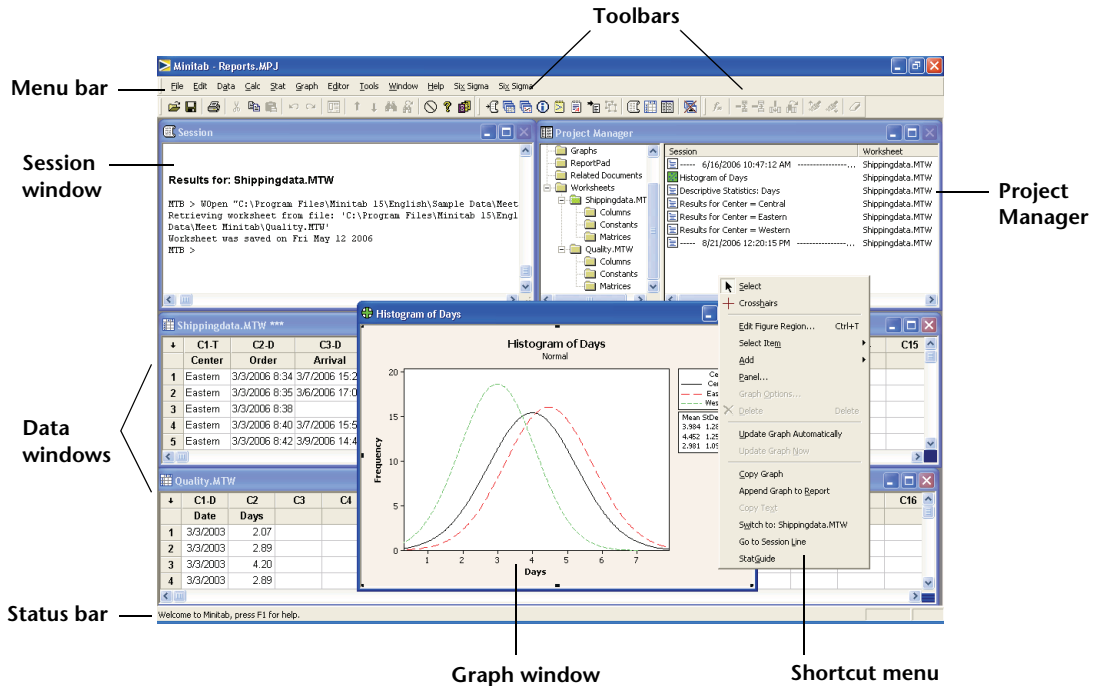 Toolbars
Minitab - Reports.MPJ
Menu bar
File Edit Data Calc Stat Graph Editor Tools Window Help Six Sigma Six Sigma
Session
Session window
Results for: Shippingdata.MTW
MTB > WOpen "C:\Program Files\Minitab 15\English\Sample Data\Meet
Retrieving worksheet from file: 'C:\Program Files\Minitab 15\Engl
Data\Meet Minitab\Quality.MTW'
Worksheet was saved on Fri May 12 2006
MTB >
Project Manager
Graphs
ReportPad
Related Documents
Worksheets
Shippingdata.MT
Columns
Constants
Matrices
Quality.MTW
Columns
Constants
Matrices
Session Worksheet
----- 6/16/2006 10:47:12 AM ---------------... Shippingdata.MTW
Histogram of Days Shippingdata.MTW
Descriptive Statistics: Days Shippingdata.MTW
Results for Center = Central Shippingdata.MTW
Results for Center = Eastern Shippingdata.MTW
Results for Center = Western Shippingdata.MTW
----- 8/21/2006 12:20:15 PM ---------------... Shippingdata.MTW
Project Manager
Select
Crosshairs
Edit Figure Region... Ctrl+T
Select Item
Add
Panel...
Graph Options...
Delete Delete
Update Graph Automatically
Update Graph Now
Copy Graph
Append Graph to Report
Copy Text
Switch to: Shippingdata.MTW
Go to Session Line
StatGuide
Data windows
Shippingdata.MTW ***
C1-T C2-D C3-D C15
Center Order Arrival
1 Eastern 3/3/2006 8:34 3/7/2006 15:2
2 Eastern 3/3/2006 8:35 3/6/2006 17:0
3 Eastern 3/3/2006 8:38
4 Eastern 3/3/2006 8:40 3/7/2006 15:5
5 Eastern 3/3/2006 8:42 3/9/2006 14:4
Quality.MTW
C1-D C2 C3 C4 C16
Date Days
1 3/3/2003 2.07
2 3/3/2003 2.89
3 3/3/2003 4.20
4 3/3/2003 2.89
Histogram of Days
Histogram of Days
Normal
Frequency
20
15
10
5
0
1 2 3 4 5 6 7
Days
Ce
Cer
Eas
Wes
Mean StDe
3.984 1.28
4.452 1.25
2.981 1.09
Status bar
Welcome to Minitab, press F1 for help.
Graph window
Shortcut menu